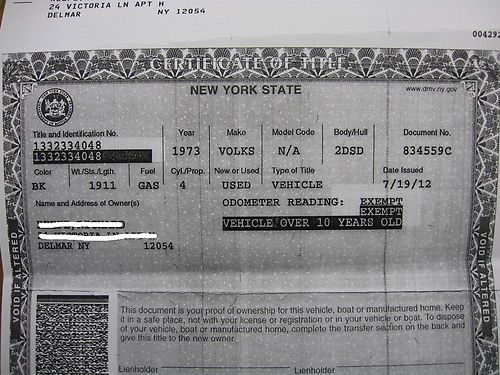 24 VICTORIA LN APT H
DELMAR NY 12054
004292
CERTIFICATE OF TITLE
NEW YORK STATE
www.dmv.ny.gov
Title and Identification No. Year Make Model Code Body/Hull Document No.
1332334048 1973 VOLKS N/A 2DSD 834559C
1332334048
Color Wt./Sts./Lgth. Fuel Cyl./Prop. New or Used Type of Title Date Issued
BK 1911 GAS 4 USED VEHICLE 7/19/12
Name and Address of Owner(s)
ODOMETER READING: EXEMPT
EXEMPT
VEHICLE OVER 10 YEARS OLD
DELMAR NY 12054
VOID IF ALTERED
VOID IF ALTERED
This document is your proof of ownership for this vehicle, boat or manufactured home. Keep
it in a safe place, not with your license or registration or in your vehicle or boat. To dispose
of your vehicle, boat or manufactured home, complete the transfer section on the back and
give this title to the new owner.
Lienholder Lienholder